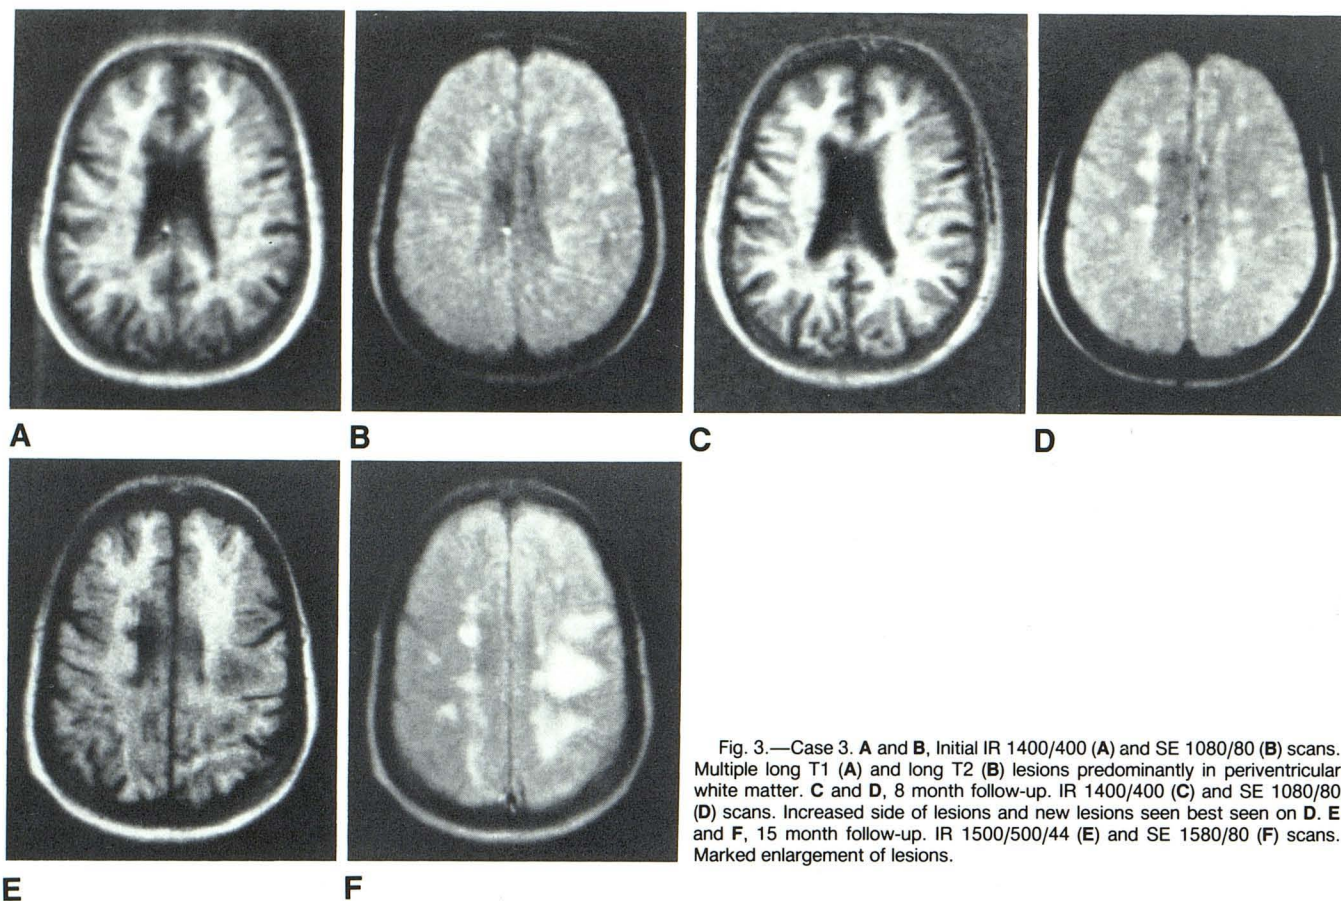 A
B
C
D
E
F
Fig. 3.—Case 3. A and B, Initial IR 1400/400 (A) and SE 1080/80 (B) scans.
Multiple long T1 (A) and long T2 (B) lesions predominantly in periventricular
white matter. C and D, 8 month follow-up. IR 1400/400 (C) and SE 1080/80
(D) scans. Increased side of lesions and new lesions seen best seen on D. E
and F, 15 month follow-up. IR 1500/500/44 (E) and SE 1580/80 (F) scans.
Marked enlargement of lesions.